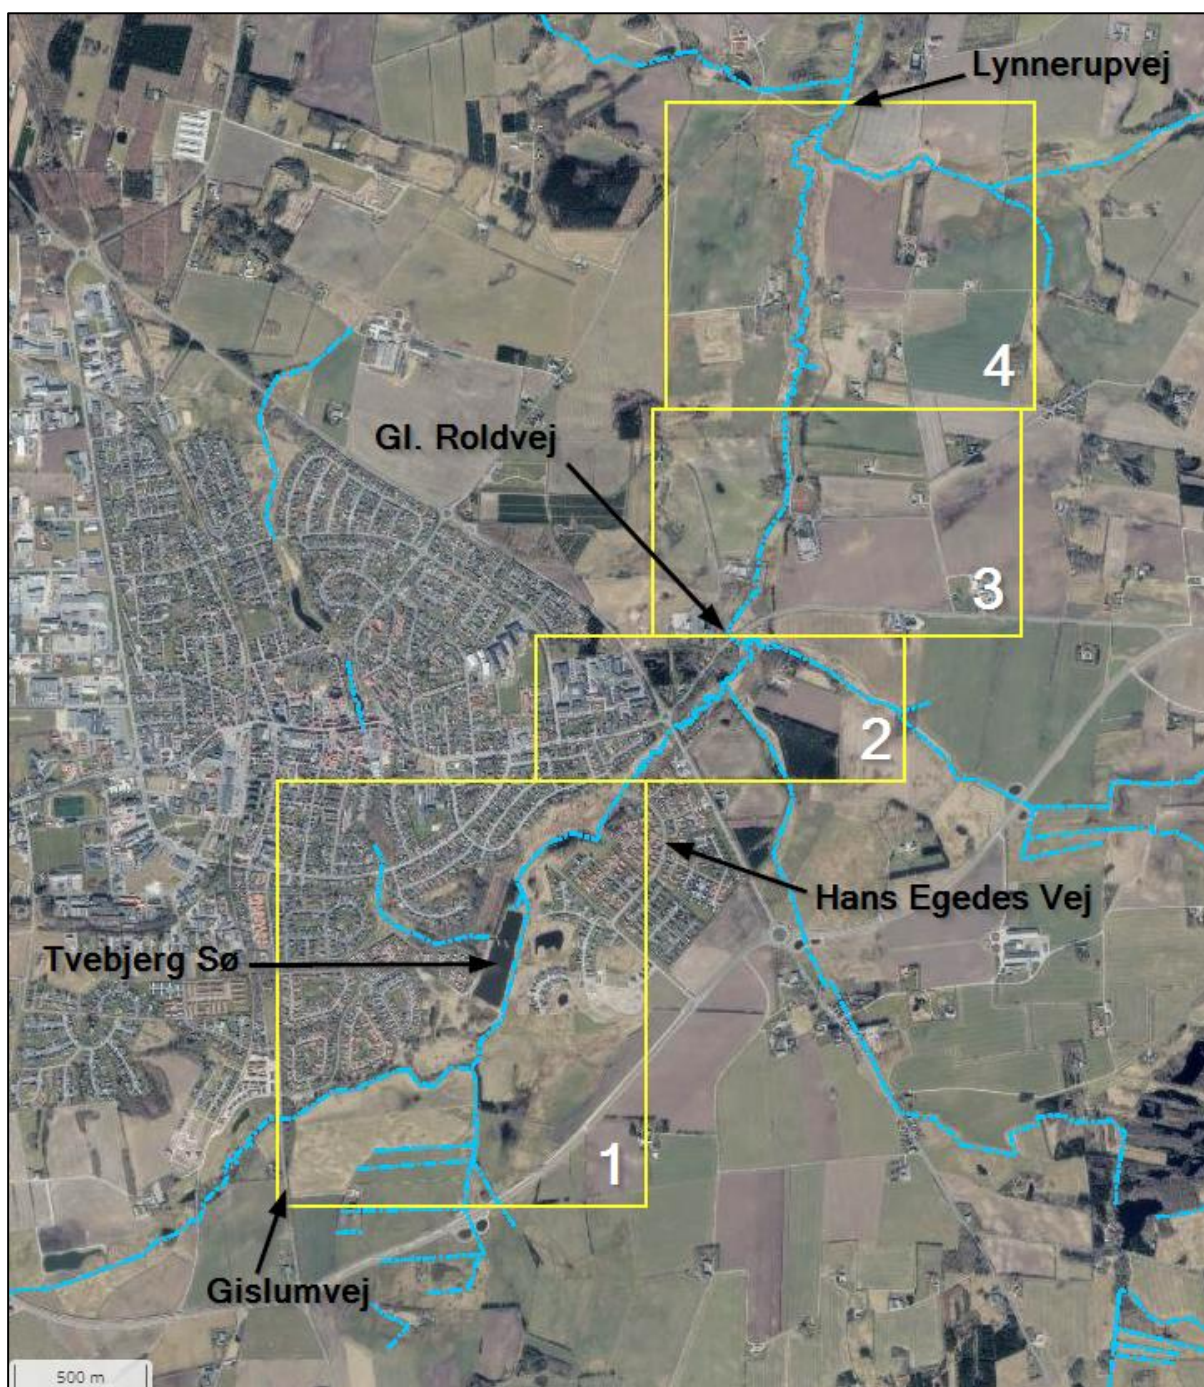 Lynnerupvej
4
Gl. Roldvej
3
2
Hans Egedes Vej
Tvebjerg Sø
1
Gislumvej
500 m